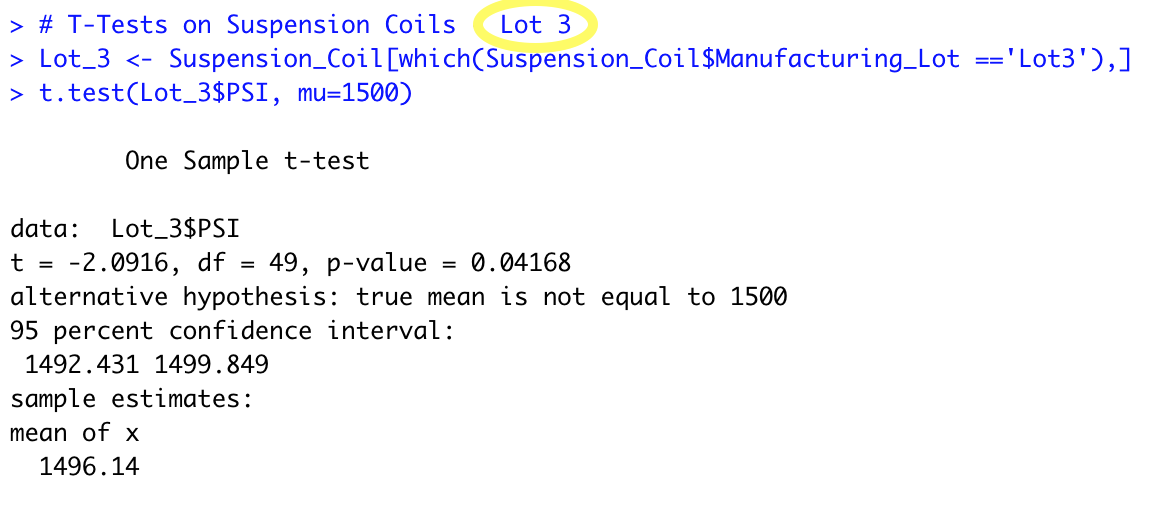 > # T-Tests on Suspension Coils   Lot 3
> Lot_3 <- Suspension_Coil[which(Suspension_Coil$Manufacturing_Lot =='Lot3'),]
> t.test(Lot_3$PSI, mu=1500)
One Sample t-test
data:  Lot_3$PSI
t = -2.0916, df = 49, p-value = 0.04168
alternative hypothesis: true mean is not equal to 1500
95 percent confidence interval:
 1492.431 1499.849
sample estimates:
mean of x
  1496.14